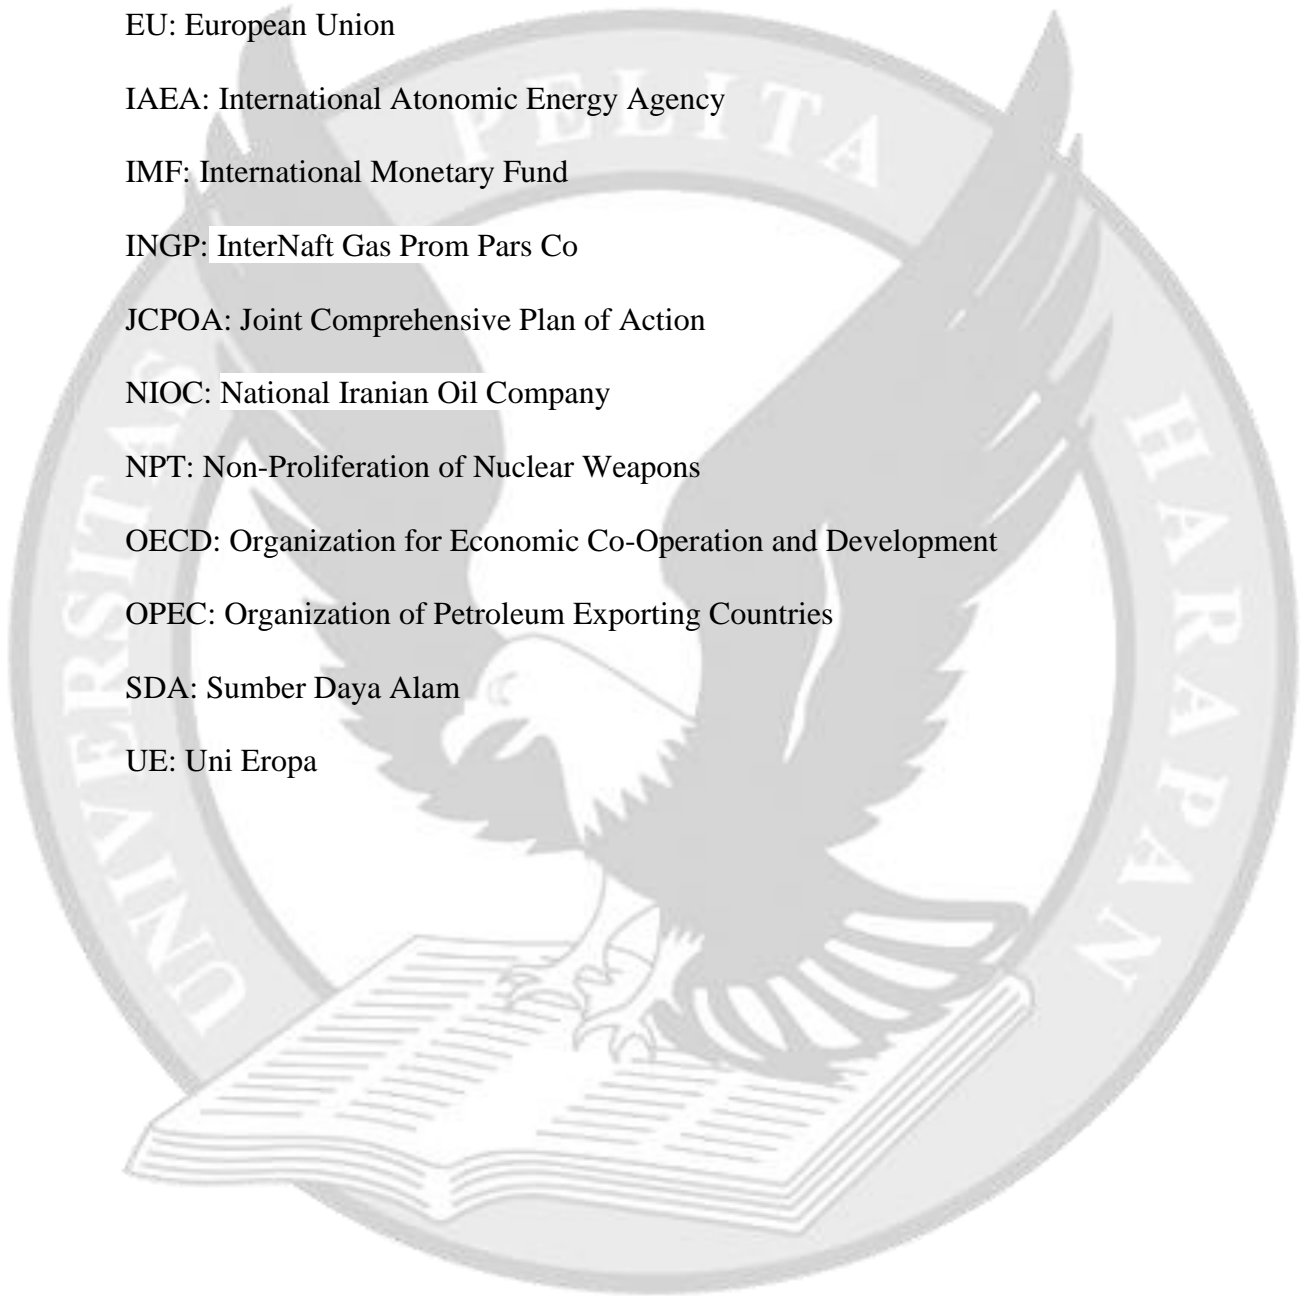 EU: European Union
IAEA: International Atonomic Energy Agency
IMF: International Monetary Fund
INGP: InterNaft Gas Prom Pars Co
JCPOA: Joint Comprehensive Plan of Action
NIOC: National Iranian Oil Company
NPT: Non-Proliferation of Nuclear Weapons
OECD: Organization for Economic Co-Operation and Development
OPEC: Organization of Petroleum Exporting Countries
SDA: Sumber Daya Alam
UE: Uni Eropa
UNIVERSITAS PELITA HARAPAN